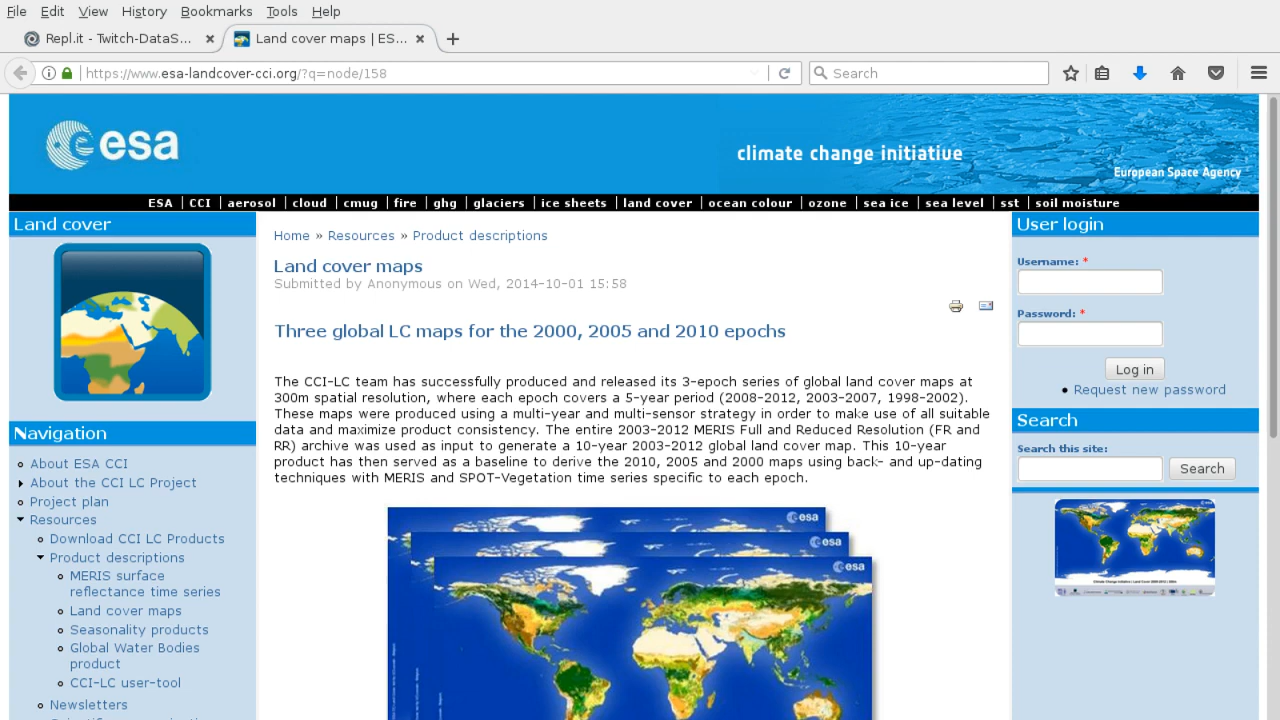 File Edit View History Bookmarks Tools Help
Repl.it - Twitch-DataS... Land cover maps | ES...
https://www.esa-landcover-cci.org/?q=node/158 Search
esa
climate change initiative
European Space Agency
ESA | CCI | aerosol | cloud | cmug | fire | ghg | glaciers | ice sheets | land cover | ocean colour | ozone | sea ice | sea level | sst | soil moisture
Land cover
Navigation
About ESA CCI
About the CCI LC Project
Project plan
Resources
Download CCI LC Products
Product descriptions
MERIS surface
reflectance time series
Land cover maps
Seasonality products
Global Water Bodies
product
CCI-LC user-tool
Newsletters
Home » Resources » Product descriptions
Land cover maps
Submitted by Anonymous on Wed, 2014-10-01 15:58
Three global LC maps for the 2000, 2005 and 2010 epochs
The CCI-LC team has successfully produced and released its 3-epoch series of global land cover maps at
300m spatial resolution, where each epoch covers a 5-year period (2008-2012, 2003-2007, 1998-2002).
These maps were produced using a multi-year and multi-sensor strategy in order to make use of all suitable
data and maximize product consistency. The entire 2003-2012 MERIS Full and Reduced Resolution (FR and
RR) archive was used as input to generate a 10-year 2003-2012 global land cover map. This 10-year
product has then served as a baseline to derive the 2010, 2005 and 2000 maps using back- and up-dating
techniques with MERIS and SPOT-Vegetation time series specific to each epoch.
esa
esa
esa
User login
Username: *
Password: *
Log in
Request new password
Search
Search this site:
Search